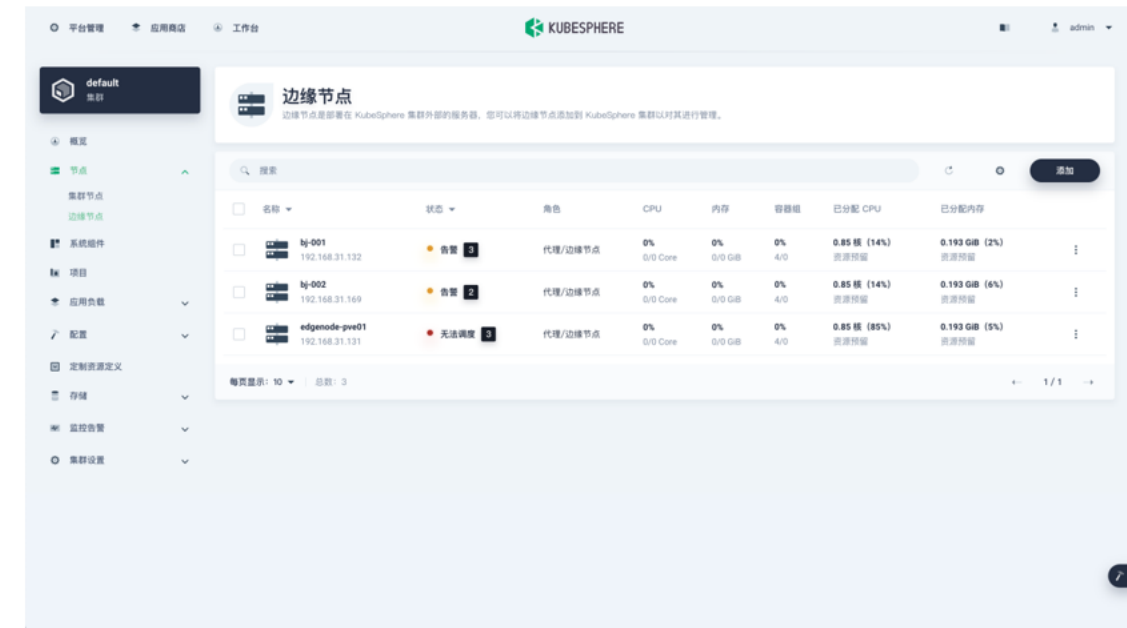 平台管理 应用商店 工作台 KUBESPHERE admin
default
集群
概览
节点
集群节点
边缘节点
系统组件
项目
应用负载
配置
定制资源定义
存储
监控告警
集群设置
边缘节点
边缘节点是部署在 KubeSphere 集群外部的服务器，您可以将边缘节点添加到 KubeSphere 集群以对其进行管理。
搜索 添加
名称 状态 角色 CPU 内存 容器组 已分配 CPU 已分配内存
bj-001 告警 3 代理/边缘节点 0% 0% 0% 0.85 核（14%） 0.193 GiB（2%）
192.168.31.132 0/0 Core 0/0 GiB 4/0 资源预留 资源预留
bj-002 告警 2 代理/边缘节点 0% 0% 0% 0.85 核（14%） 0.193 GiB（6%）
192.168.31.169 0/0 Core 0/0 GiB 4/0 资源预留 资源预留
edgenode-pve01 无法调度 3 代理/边缘节点 0% 0% 0% 0.85 核（85%） 0.193 GiB（5%）
192.168.31.131 0/0 Core 0/0 GiB 4/0 资源预留 资源预留
每页显示: 10 总数: 3 1 / 1